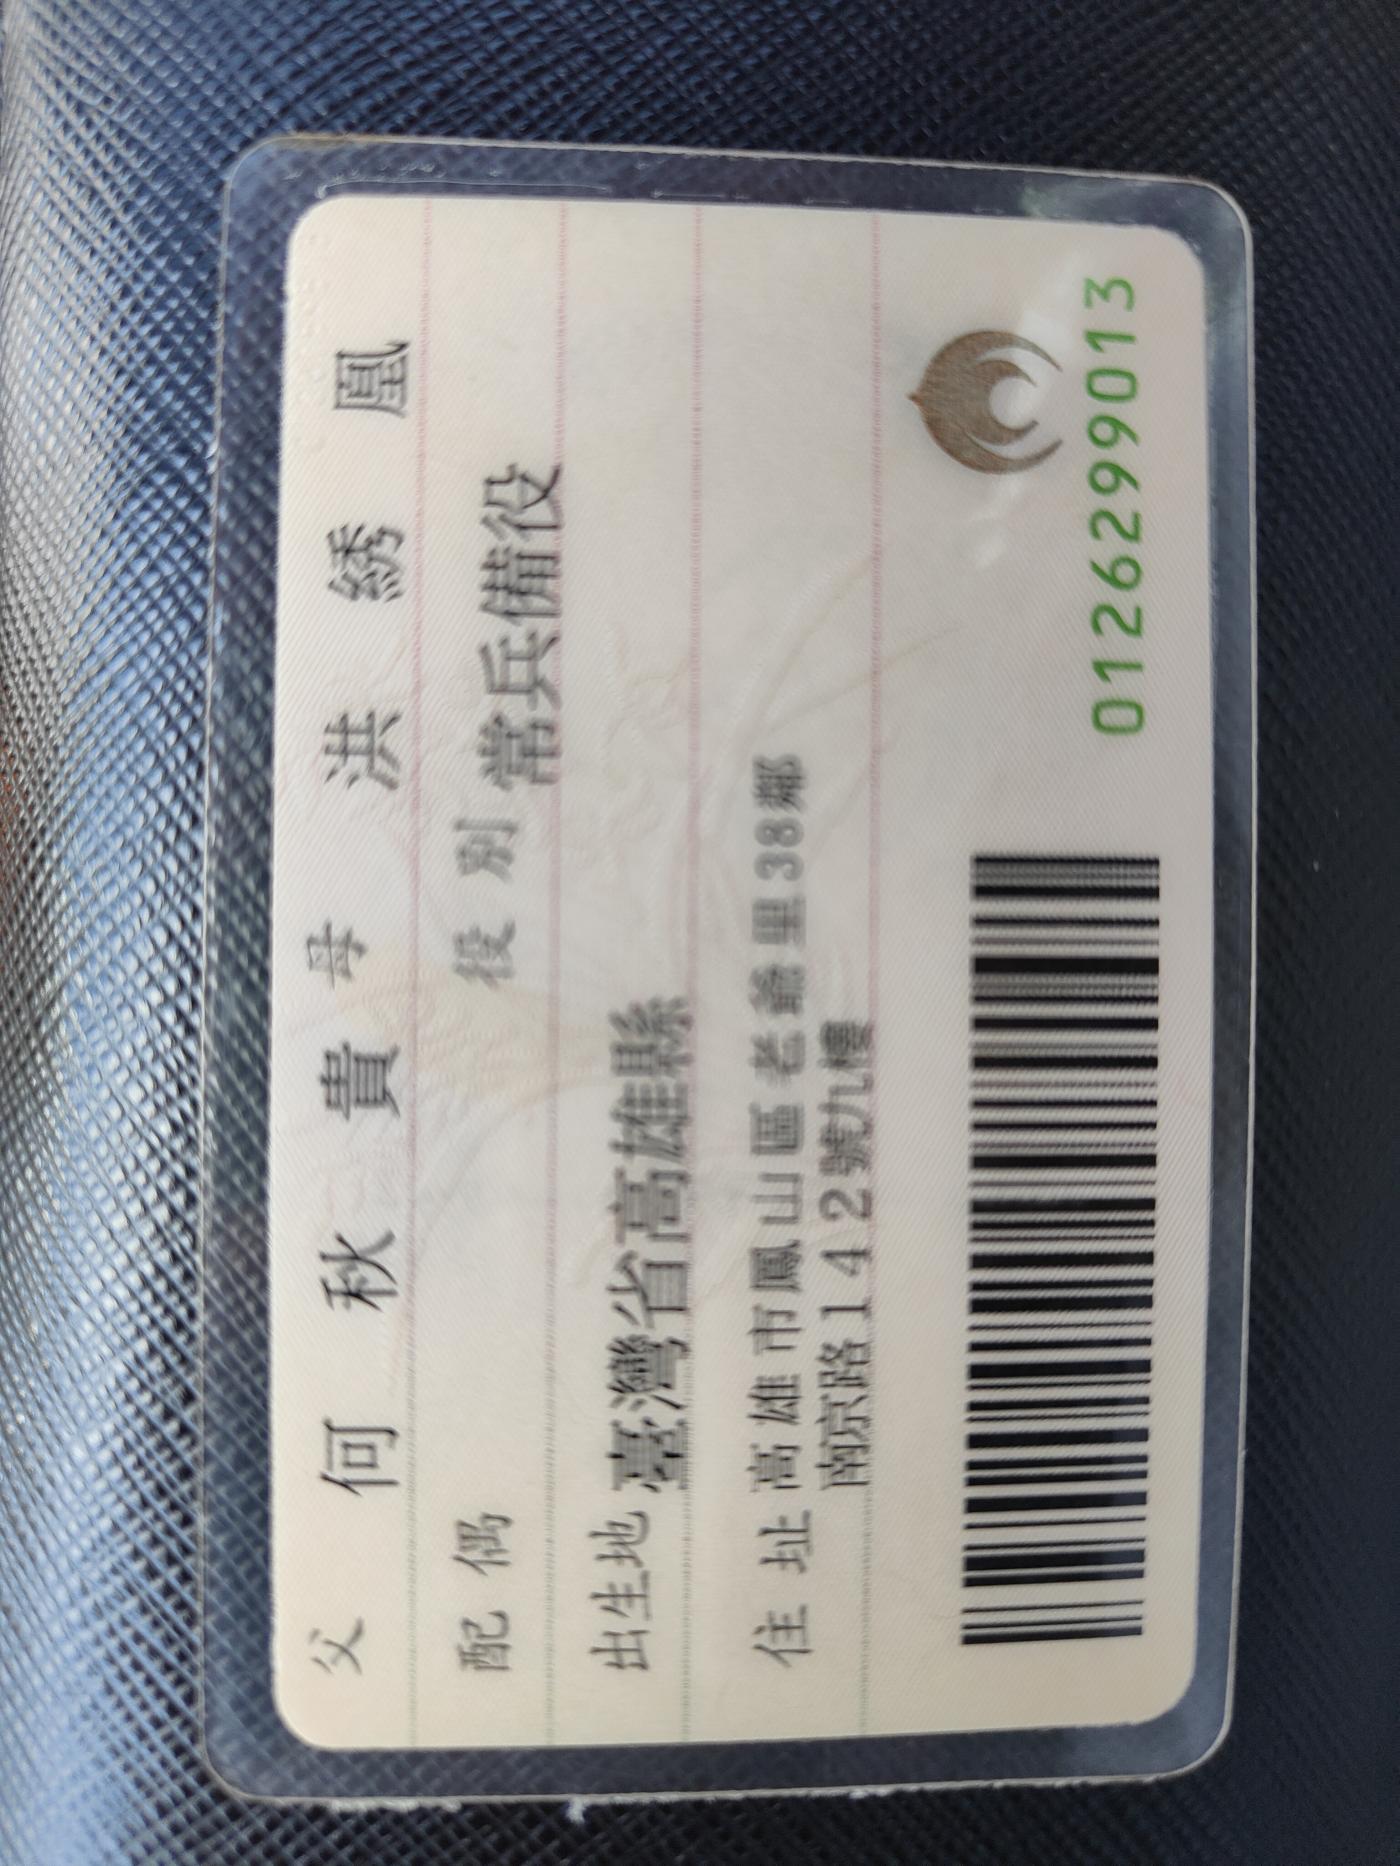 父 何秋貴 母 洪綉凰
配偶 役別 常兵備役
出生地 臺灣省高雄縣
住址 高雄市鳳山區老爺里38鄰
南京路142號九樓
0126299013